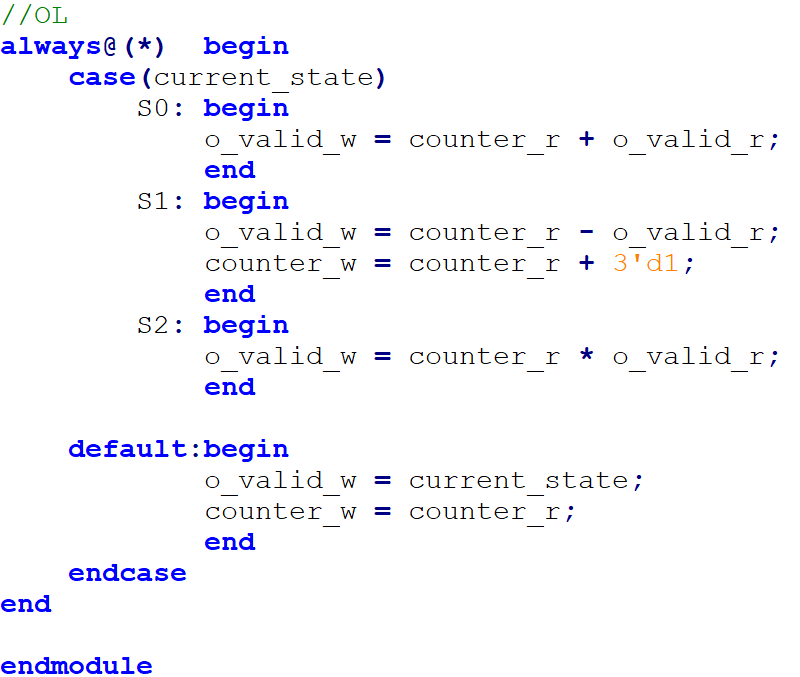 //OL
always@(*)  begin
    case(current_state)
        S0: begin
            o_valid_w = counter_r + o_valid_r;
            end
        S1: begin
            o_valid_w = counter_r - o_valid_r;
            counter_w = counter_r + 3'd1;
            end
        S2: begin
            o_valid_w = counter_r * o_valid_r;
            end

    default:begin
            o_valid_w = current_state;
            counter_w = counter_r;
            end
    endcase
end

endmodule